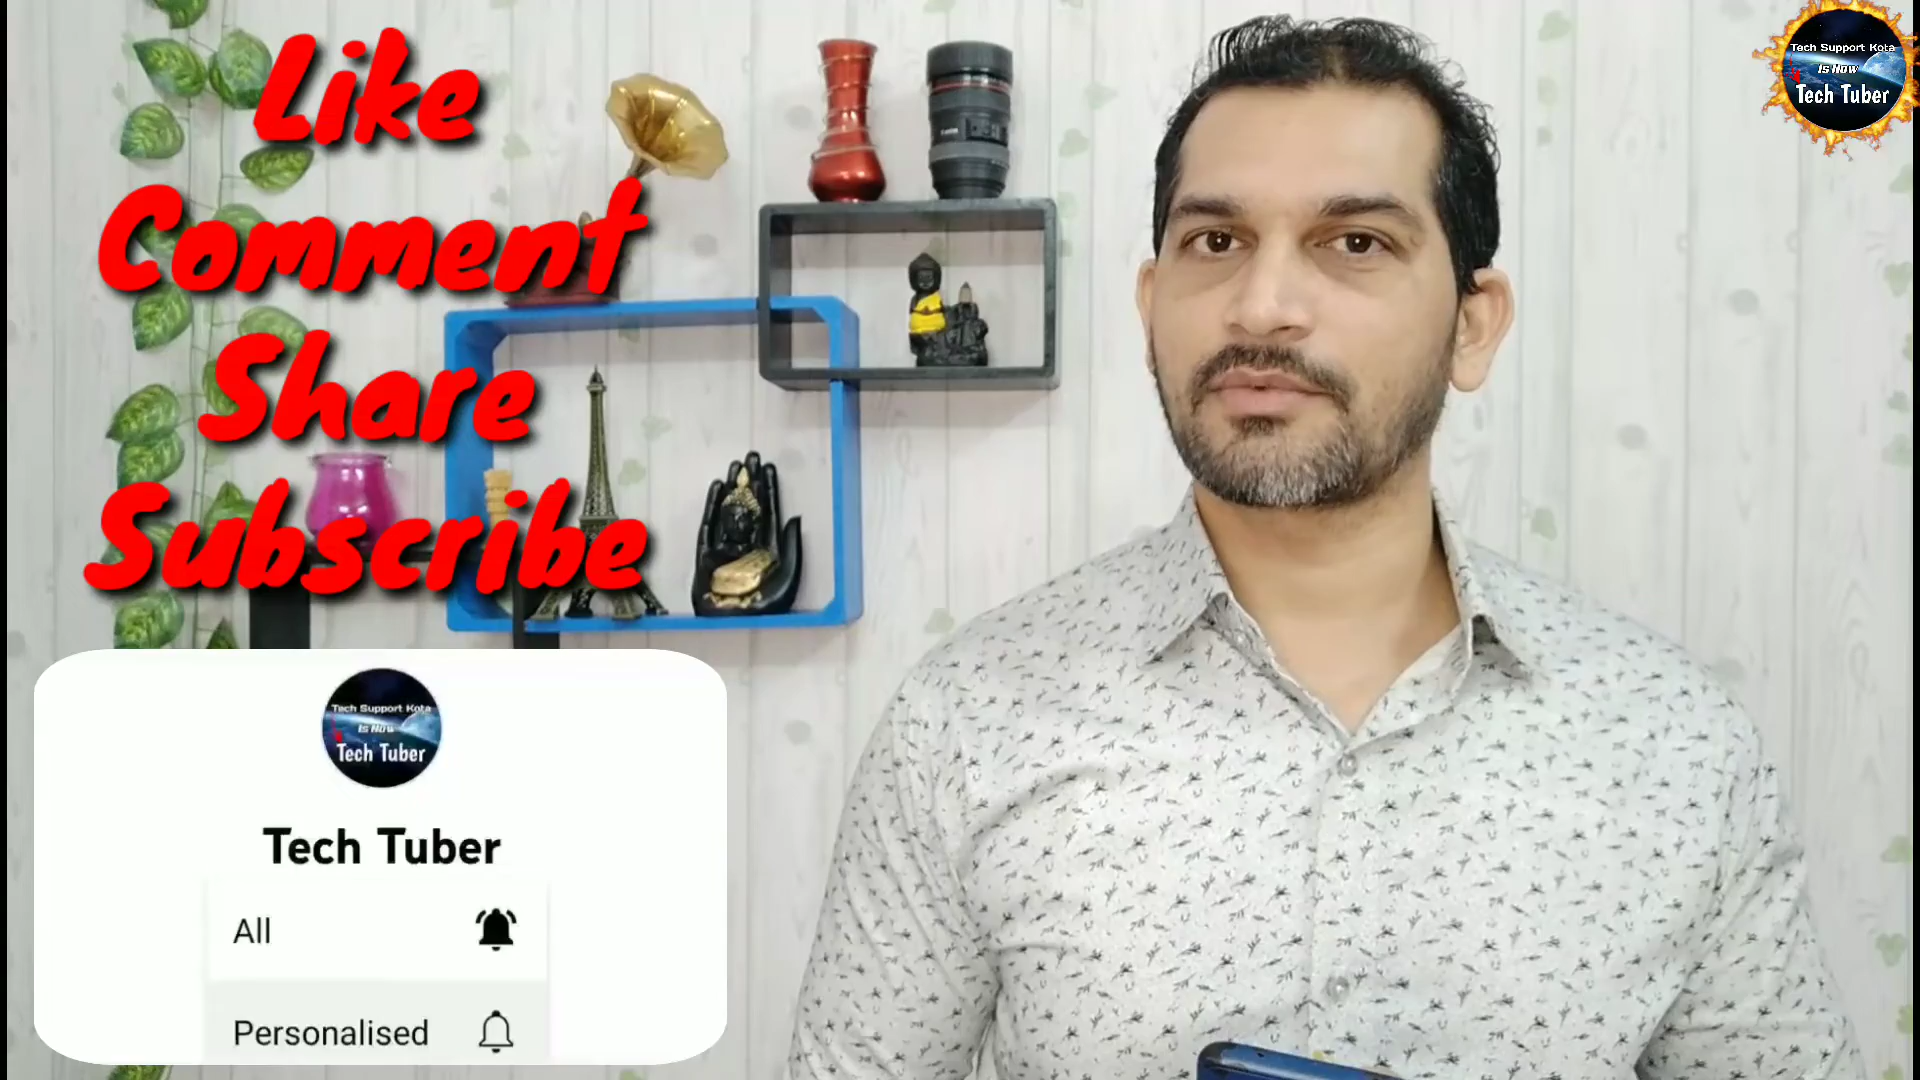 Like
Comment
Share
Subscribe
Tech Support Kota
Is Now
Tech Tuber
Tech Support Kota
Is Now
Tech Tuber
Tech Tuber
All
Personalised